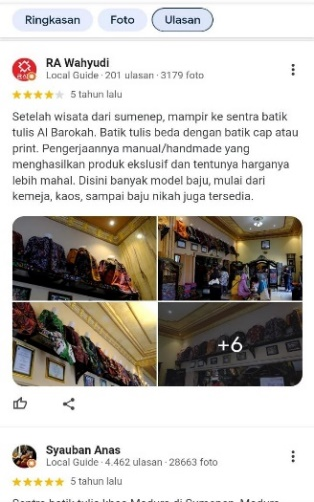 Ringkasan Foto Ulasan
RA Wahyudi
Local Guide · 201 ulasan · 3179 foto
5 tahun lalu
Setelah wisata dari sumenep, mampir ke sentra batik
tulis Al Barokah. Batik tulis beda dengan batik cap atau
print. Pengerjaannya manual/handmade yang
menghasilkan produk ekslusif dan tentunya harganya
lebih mahal. Disini banyak model baju, mulai dari
kemeja, kaos, sampai baju nikah juga tersedia.
+6
Syauban Anas
Local Guide · 4.462 ulasan · 28663 foto
5 tahun lalu
Sentra batik tulis khas Madura di Sumenep, Madura